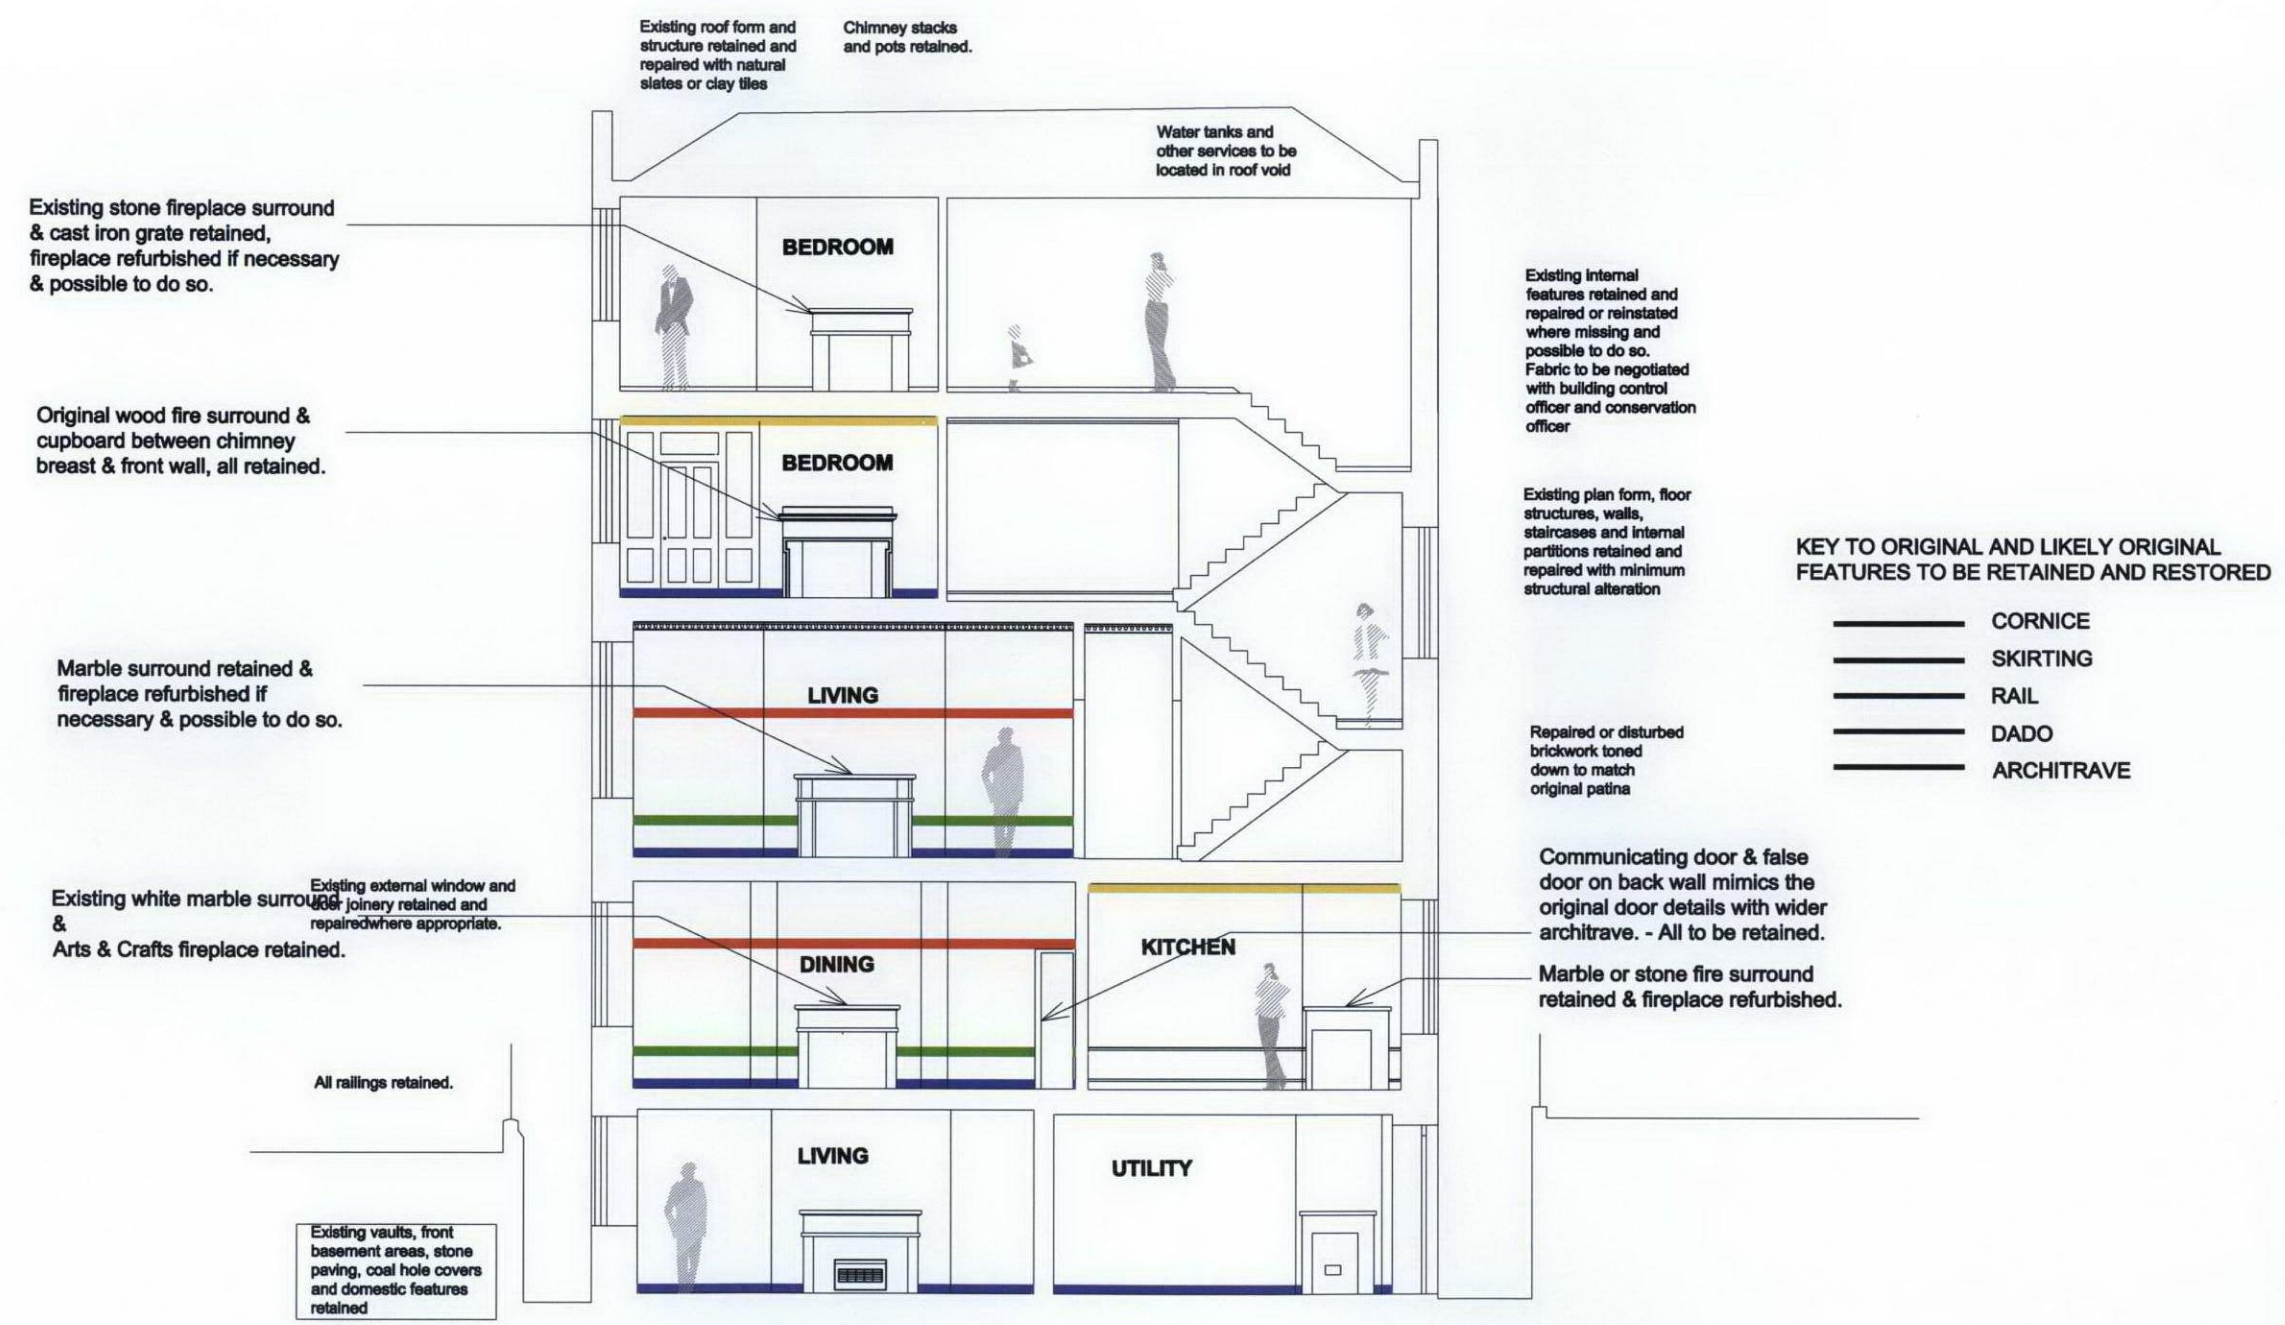 Existing roof form and
structure retained and
repaired with natural
slates or clay tiles
Chimney stacks
and pots retained.
Water tanks and
other services to be
located in roof void
Existing stone fireplace surround
& cast iron grate retained,
fireplace refurbished if necessary
& possible to do so.
BEDROOM
Existing internal
features retained and
repaired or reinstated
where missing and
possible to do so.
Fabric to be negotiated
with building control
officer and conservation
officer
Original wood fire surround &
cupboard between chimney
breast & front wall, all retained.
BEDROOM
Existing plan form, floor
structures, walls,
staircases and internal
partitions retained and
repaired with minimum
structural alteration
KEY TO ORIGINAL AND LIKELY ORIGINAL
FEATURES TO BE RETAINED AND RESTORED
CORNICE
SKIRTING
RAIL
DADO
ARCHITRAVE
Marble surround retained &
fireplace refurbished if
necessary & possible to do so.
LIVING
Repaired or disturbed
brickwork toned
down to match
original patina
Existing white marble surround
&
Arts & Crafts fireplace retained.
Existing external window and
door joinery retained and
repairedwhere appropriate.
DINING
KITCHEN
Communicating door & false
door on back wall mimics the
original door details with wider
architrave. - All to be retained.
Marble or stone fire surround
retained & fireplace refurbished.
All railings retained.
LIVING
UTILITY
Existing vaults, front
basement areas, stone
paving, coal hole covers
and domestic features
retained